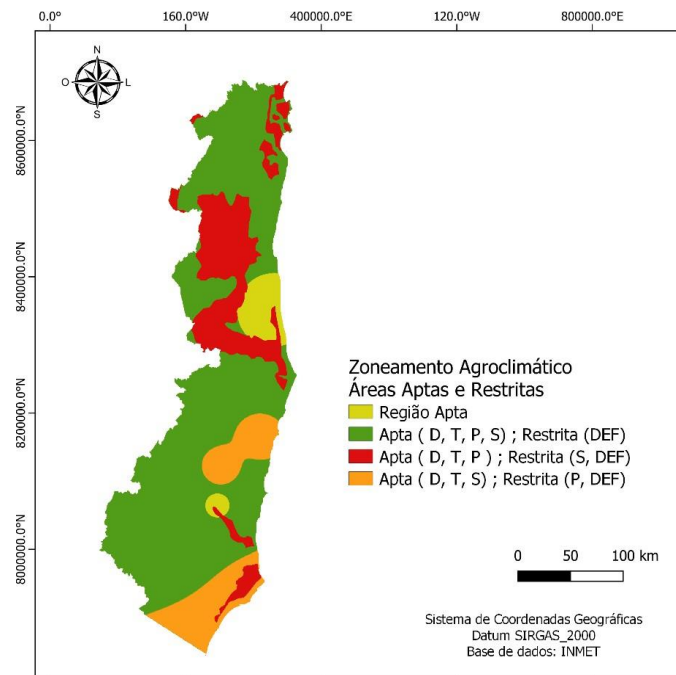 0.0°
160.0°W
400000.0°E
120.0°W
800000.0°E
N
O
L
S
8600000.0°N
8400000.0°N
8200000.0°N
8000000.0°N
Zoneamento Agroclimático
Áreas Aptas e Restritas
Região Apta
Apta ( D, T, P, S) ; Restrita (DEF)
Apta ( D, T, P ) ; Restrita (S, DEF)
Apta ( D, T, S) ; Restrita (P, DEF)
0 50 100 km
Sistema de Coordenadas Geográficas
Datum SIRGAS_2000
Base de dados: INMET